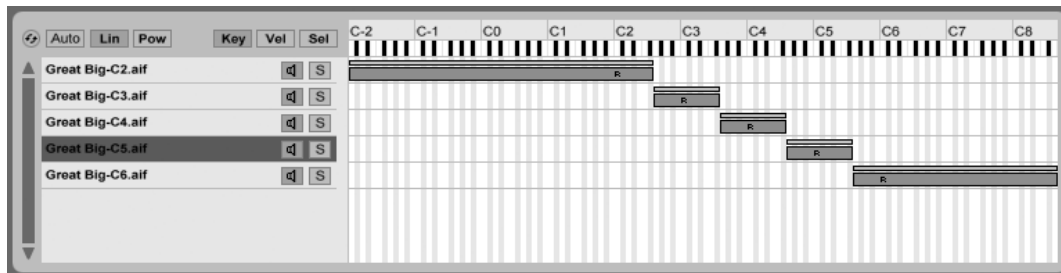 Auto Lin Pow Key Vel Sel C-2 C-1 C0 C1 C2 C3 C4 C5 C6 C7 C8
Great Big-C2.aif S R
Great Big-C3.aif S R
Great Big-C4.aif S R
Great Big-C5.aif S R
Great Big-C6.aif S R